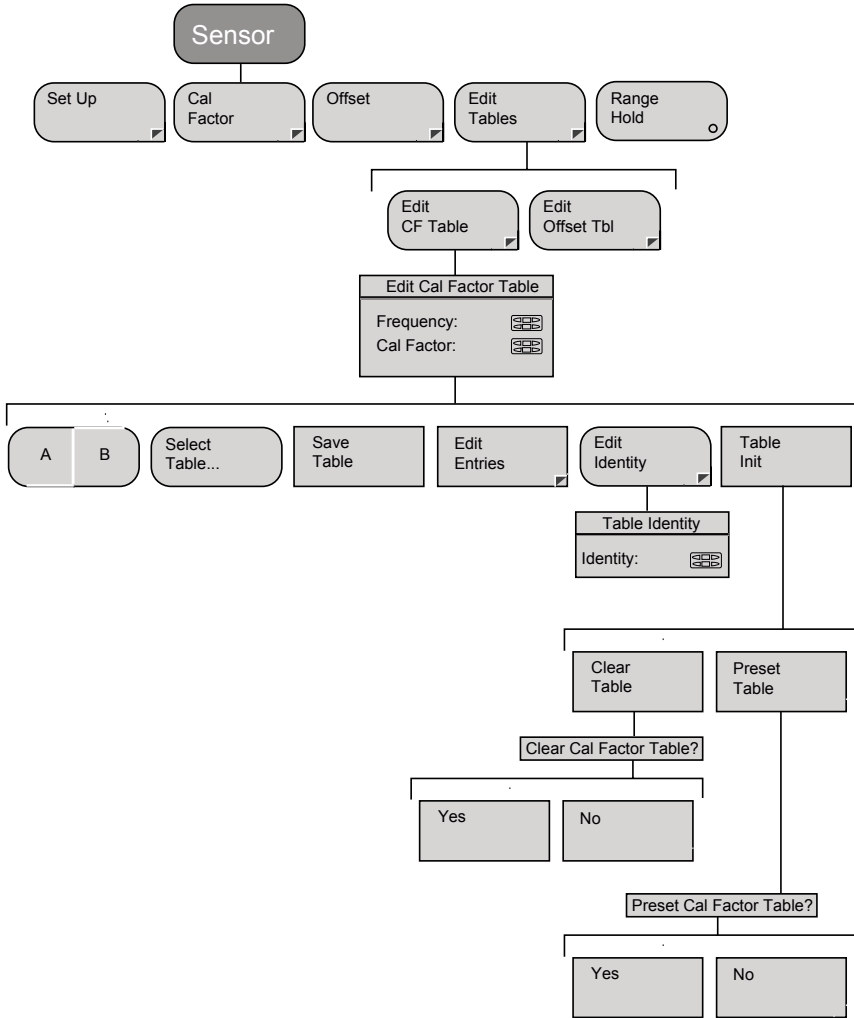 Sensor
Set Up
Cal
Factor
Offset
Edit
Tables
Range
Hold
Edit
CF Table
Edit
Offset Tbl
Edit Cal Factor Table
Frequency:
Cal Factor:
A
B
Select
Table...
Save
Table
Edit
Entries
Edit
Identity
Table
Init
Table Identity
Identity:
Clear
Table
Preset
Table
Clear Cal Factor Table?
Yes
No
Preset Cal Factor Table?
Yes
No